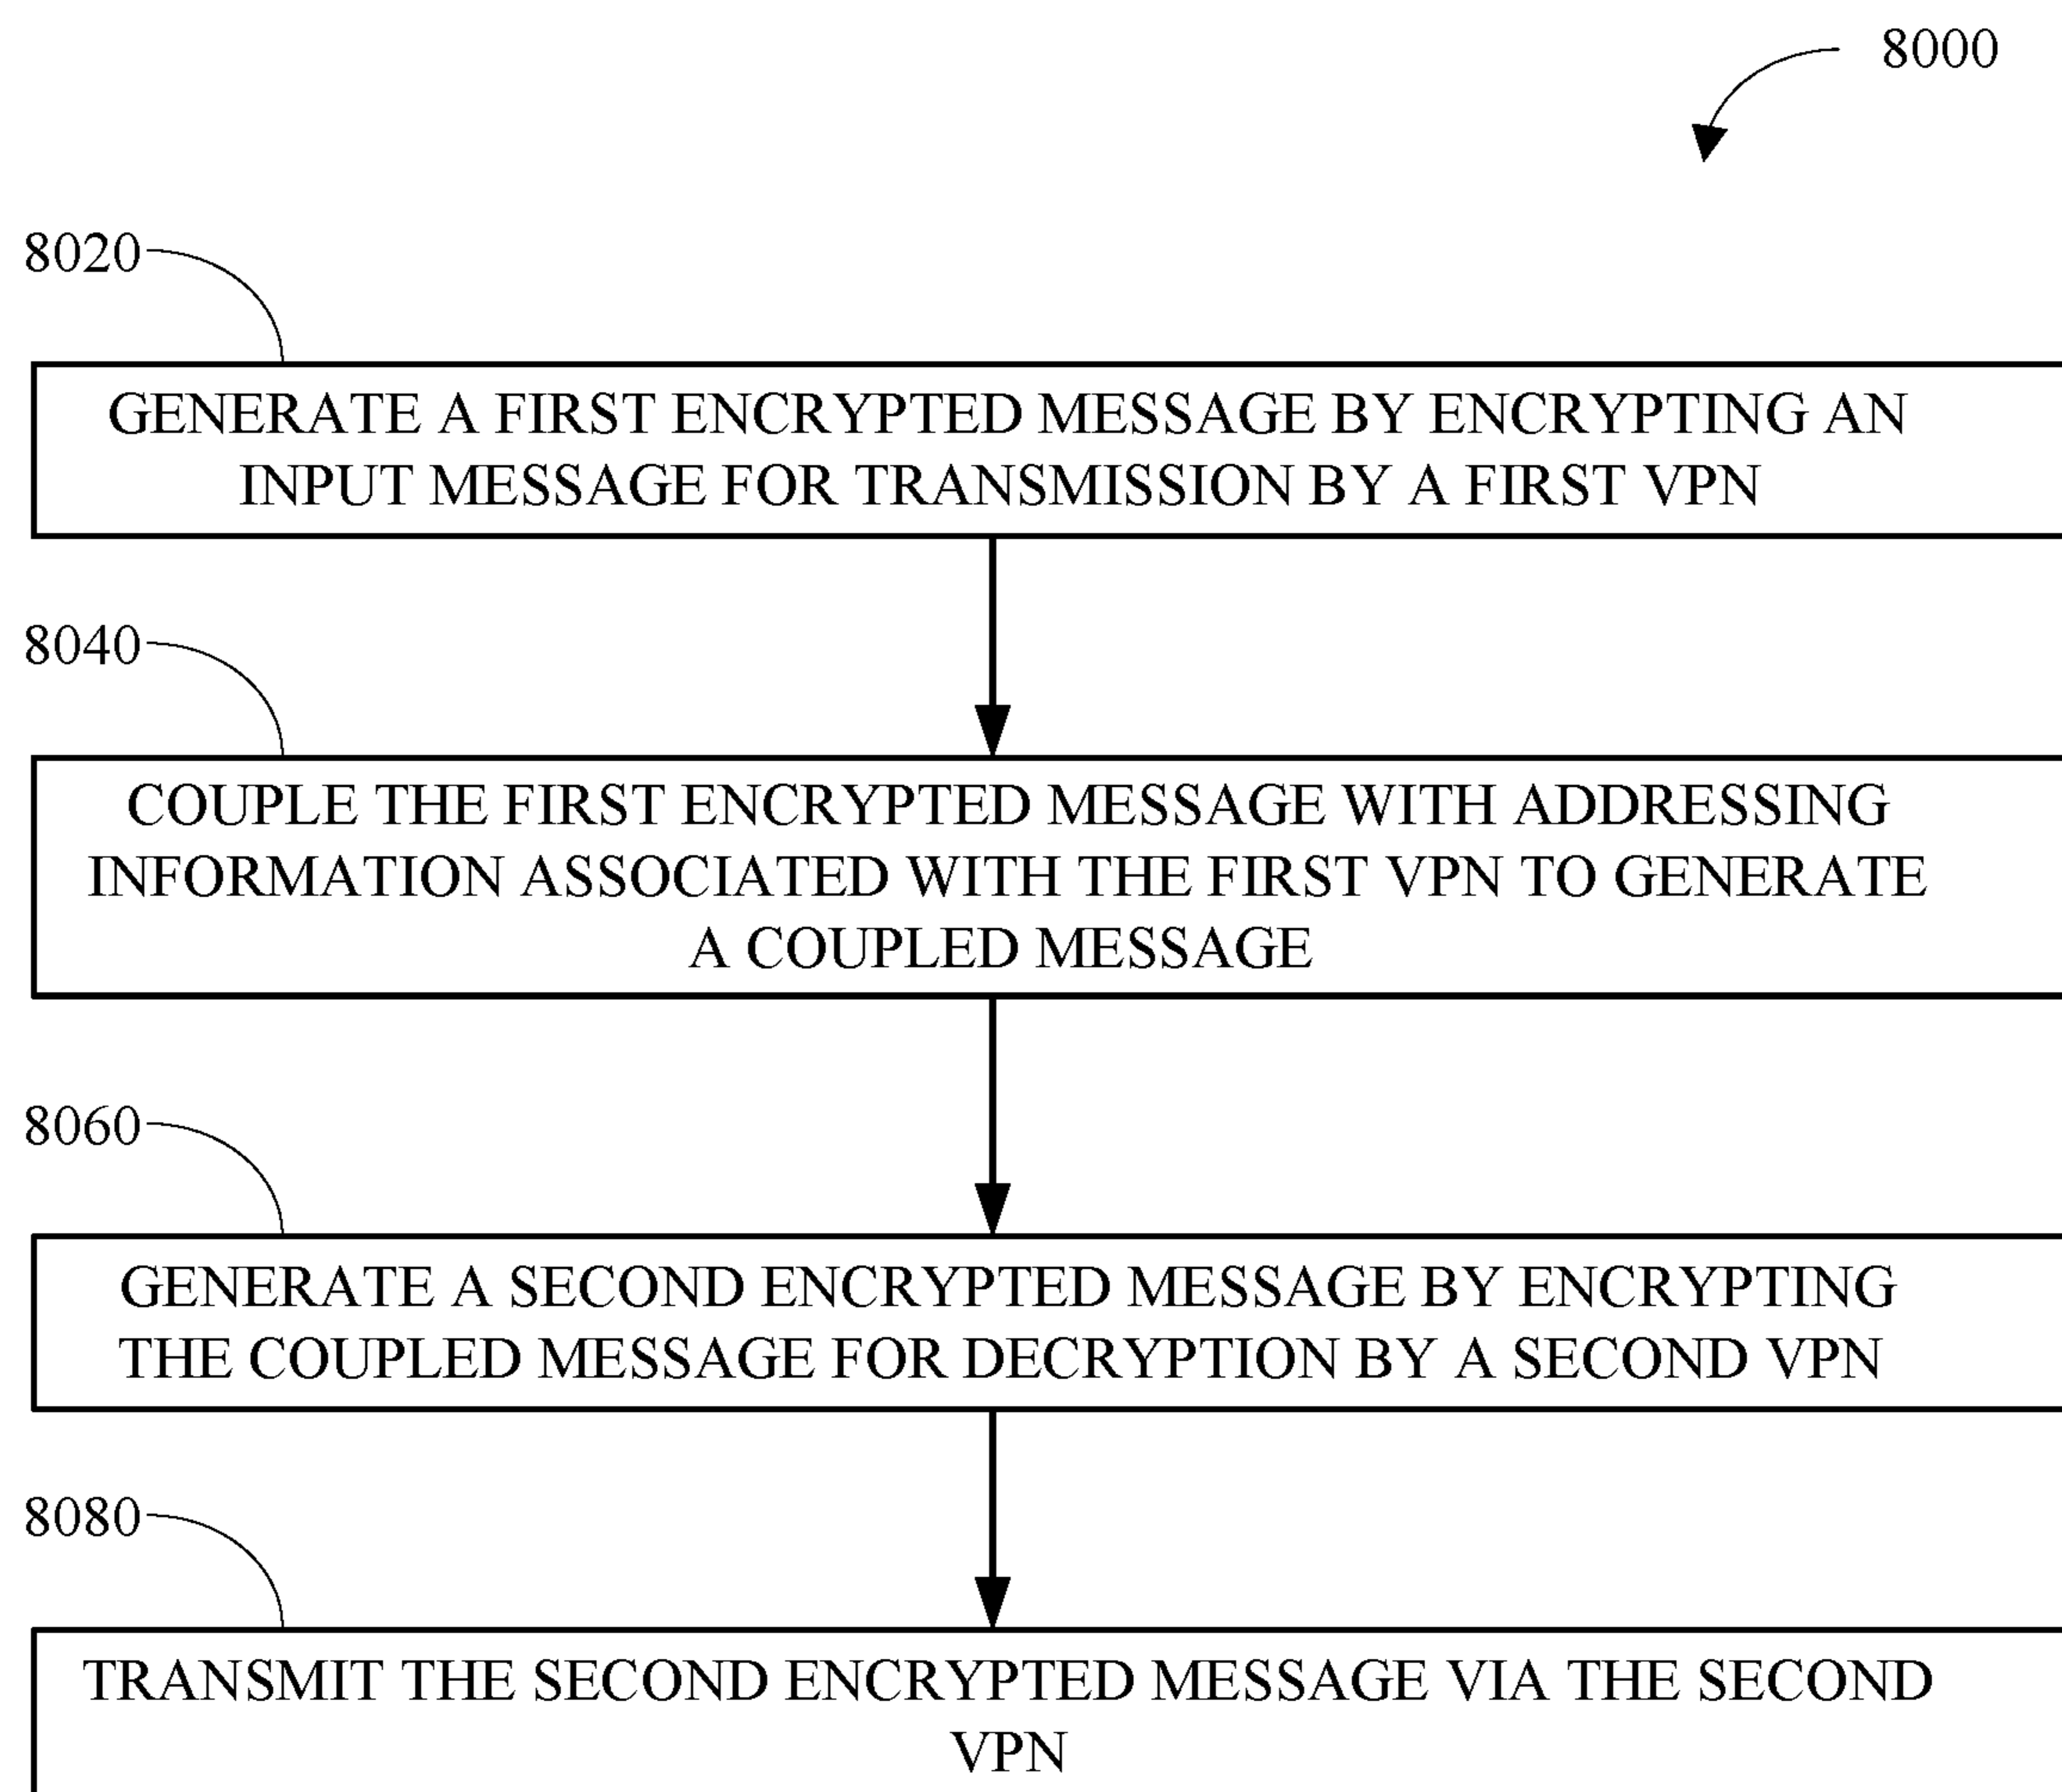 8000
8020
GENERATE A FIRST ENCRYPTED MESSAGE BY ENCRYPTING AN
INPUT MESSAGE FOR TRANSMISSION BY A FIRST VPN
8040
COUPLE THE FIRST ENCRYPTED MESSAGE WITH ADDRESSING
INFORMATION ASSOCIATED WITH THE FIRST VPN TO GENERATE
A COUPLED MESSAGE
8060
GENERATE A SECOND ENCRYPTED MESSAGE BY ENCRYPTING
THE COUPLED MESSAGE FOR DECRYPTION BY A SECOND VPN
8080
TRANSMIT THE SECOND ENCRYPTED MESSAGE VIA THE SECOND
VPN